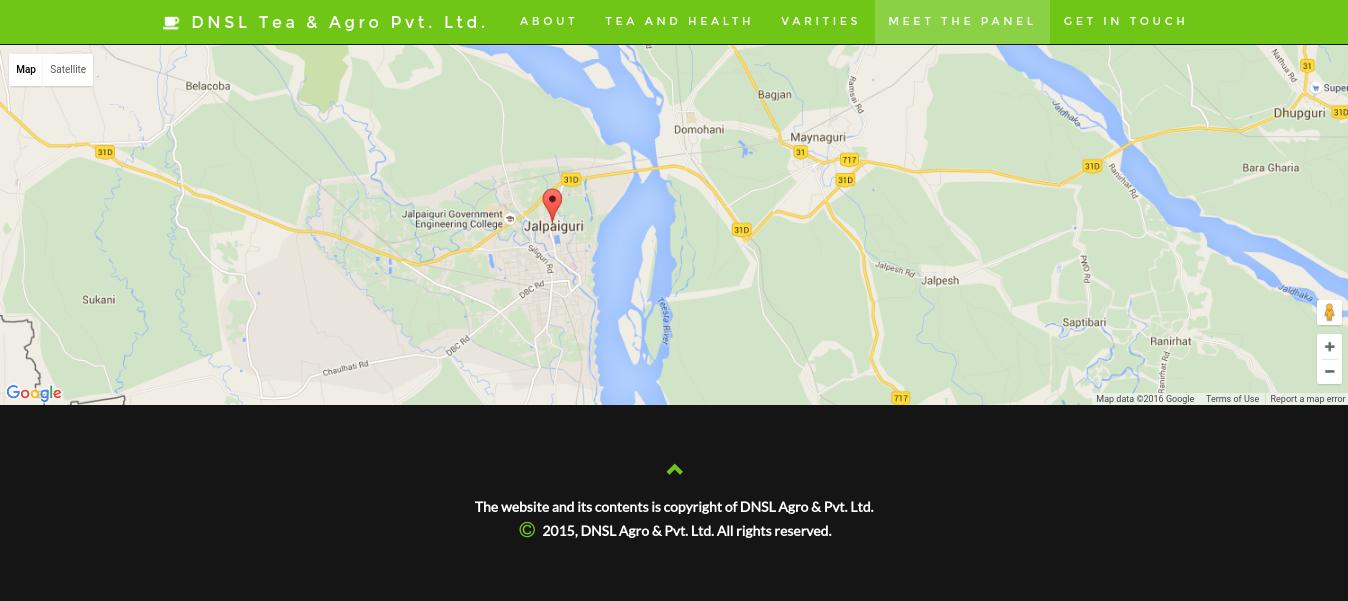 DNSL Tea & Agro Pvt. Ltd.
ABOUT
TEA AND HEALTH
VARITIES
MEET THE PANEL
GET IN TOUCH
Map
Satellite
Belacoba
Bagjan
Ramsai Rd
Jaldhaka
Nathua Rd
31
Super
Dhupguri
31D
Domohani
Maynaguri
31
717
31D
31D
31D
Ranirhat Rd
Bara Gharia
31D
Jalpaiguri Government
Engineering College
Jalpaiguri
31D
Siliguri Rd
DBC Rd
Jalpesh Rd
Jalpesh
PWD Rd
Jaldhaka
Sukani
Teesta River
Saptibari
Ranirhat
DBC Rd
Chaulhati Rd
Ranirhat Rd
717
Google
Map data ©2016 Google
Terms of Use
Report a map error
The website and its contents is copyright of DNSL Agro & Pvt. Ltd.
© 2015, DNSL Agro & Pvt. Ltd. All rights reserved.